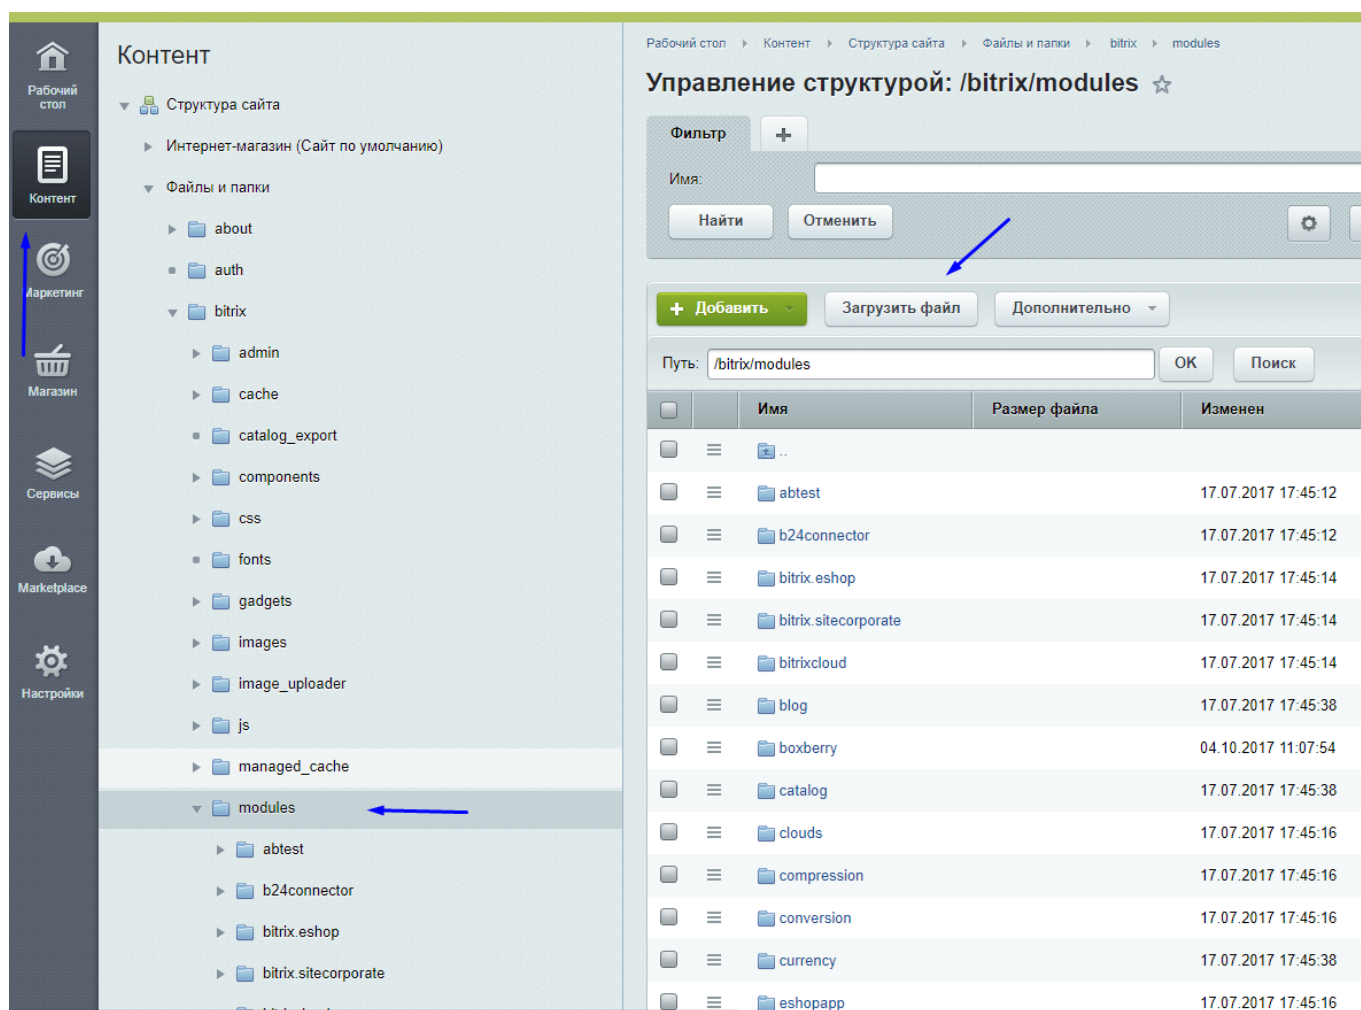 Рабочий
стол
Контент
Маркетинг
Магазин
Сервисы
Marketplace
Настройки
Контент
Структура сайта
Интернет-магазин (Сайт по умолчанию)
Файлы и папки
about
auth
bitrix
admin
cache
catalog_export
components
css
fonts
gadgets
images
image_uploader
js
managed_cache
modules
abtest
b24connector
bitrix.eshop
bitrix.sitecorporate
Рабочий стол Контент Структура сайта Файлы и папки bitrix modules
Управление структурой: /bitrix/modules
Фильтр
Имя:
Найти Отменить
Добавить Загрузить файл Дополнительно
Путь: /bitrix/modules OK Поиск
Имя Размер файла Изменен
..
abtest 17.07.2017 17:45:12
b24connector 17.07.2017 17:45:12
bitrix.eshop 17.07.2017 17:45:14
bitrix.sitecorporate 17.07.2017 17:45:14
bitrixcloud 17.07.2017 17:45:14
blog 17.07.2017 17:45:38
boxberry 04.10.2017 11:07:54
catalog 17.07.2017 17:45:38
clouds 17.07.2017 17:45:16
compression 17.07.2017 17:45:16
conversion 17.07.2017 17:45:16
currency 17.07.2017 17:45:38
eshopapp 17.07.2017 17:45:16